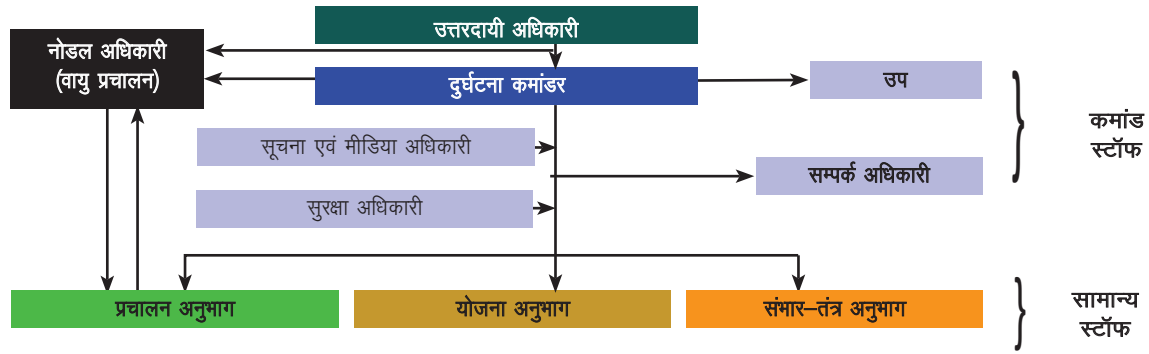 उत्तरदायी अधिकारी
नोडल अधिकारी
(वायु प्रचालन)
दुर्घटना कमांडर
उप
कमांड
स्टॉफ
सूचना एवं मीडिया अधिकारी
सम्पर्क अधिकारी
सुरक्षा अधिकारी
प्रचालन अनुभाग
योजना अनुभाग
संभार–तंत्र अनुभाग
सामान्य
स्टॉफ